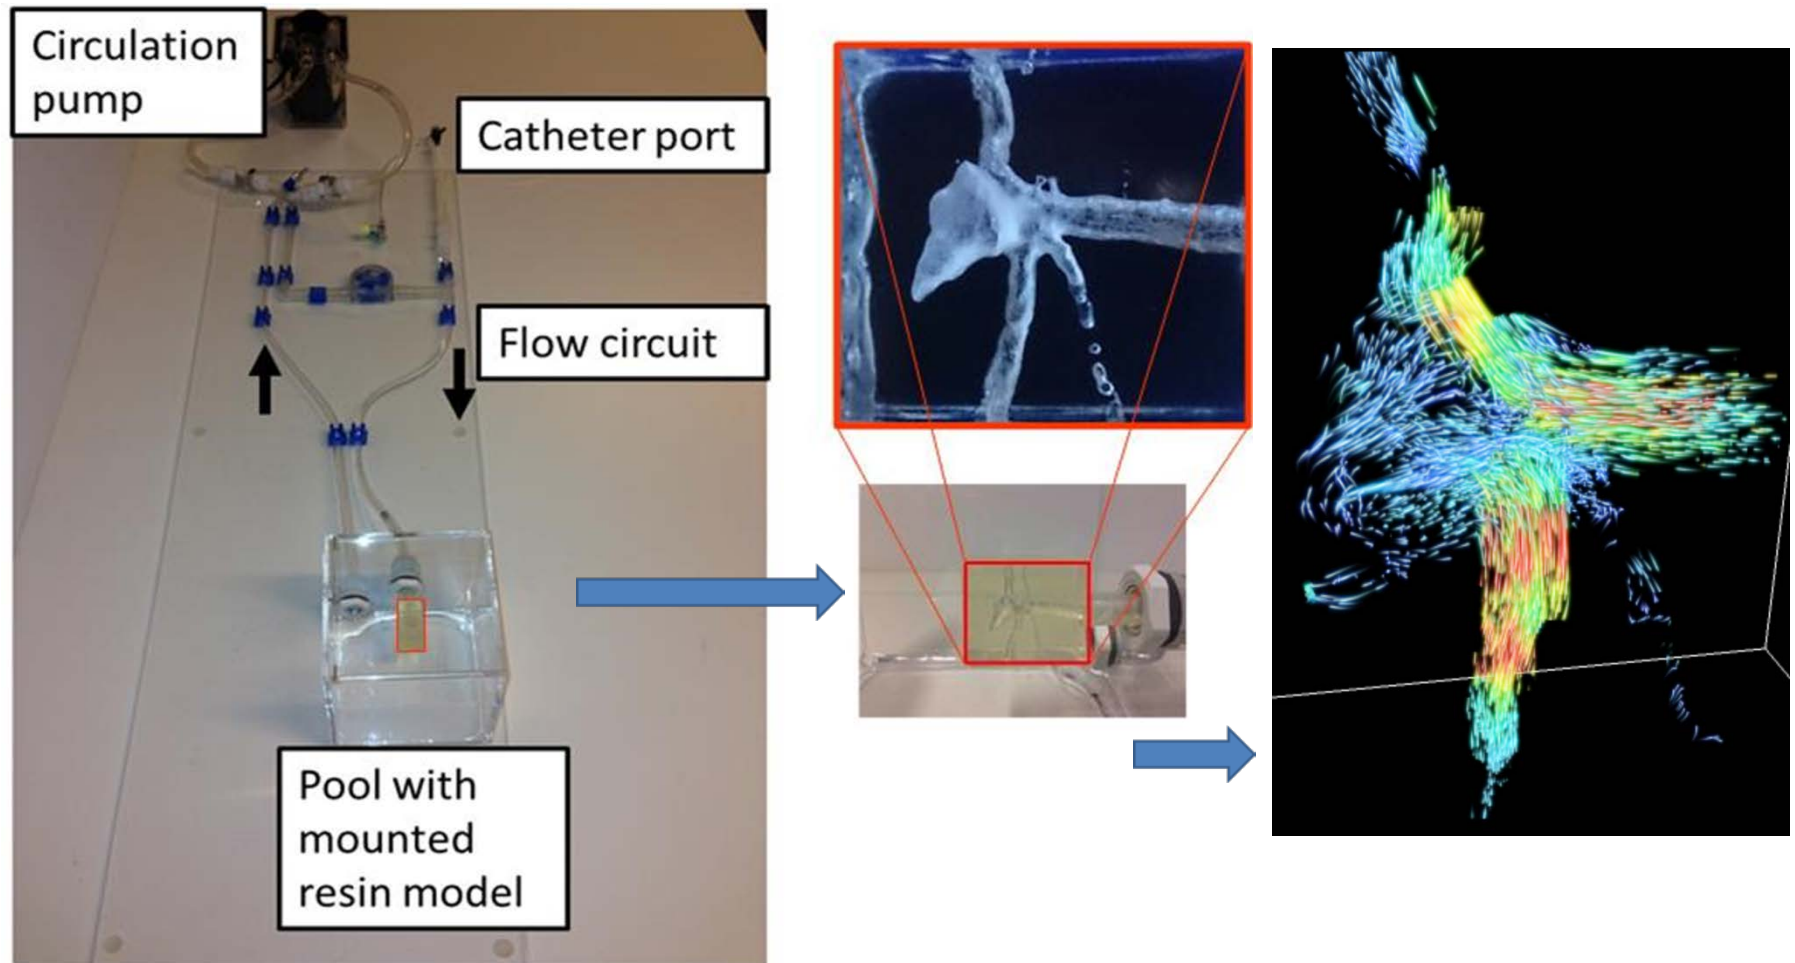 Circulation
pump
Catheter port
Flow circuit
Pool with
mounted
resin model